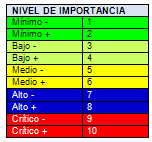 NIVEL DE IMPORTANCIA
Mínimo - 1
Mínimo + 2
Bajo - 3
Bajo + 4
Medio - 5
Medio + 6
Alto - 7
Alto + 8
Crítico - 9
Crítico + 10